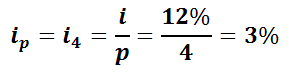 i_p = i_4 = i/p = 12%/4 = 3%